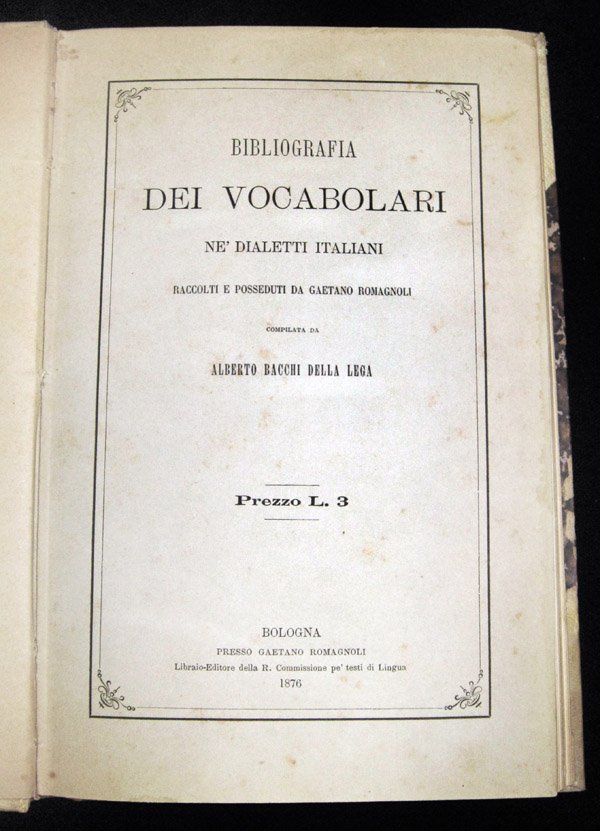 BIBLIOGRAFIA
DEI VOCABOLARI
NE' DIALETTI ITALIANI
RACCOLTI E POSSEDUTI DA GAETANO ROMAGNOLI
COMPILATA DA
ALBERTO BACCHI DELLA LEGA
Prezzo L. 3
BOLOGNA
PRESSO GAETANO ROMAGNOLI
Libraio-Editore della R. Commissione pe' testi di Lingua
1876